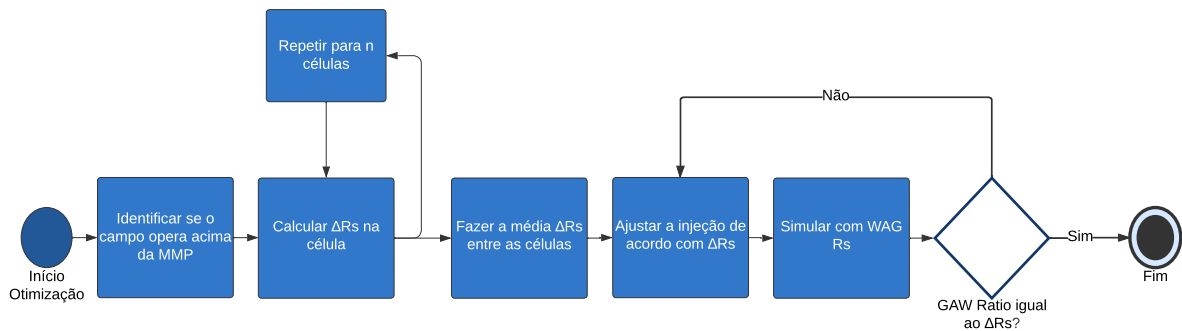 Repetir para n
células
Não
Início
Otimização
Identificar se o
campo opera acima
da MMP
Calcular ΔRs na
célula
Fazer a média ΔRs
entre as células
Ajustar a injeção de
acordo com ΔRs
Simular com WAG
Rs
GAW Ratio igual
ao ΔRs?
Sim
Fim